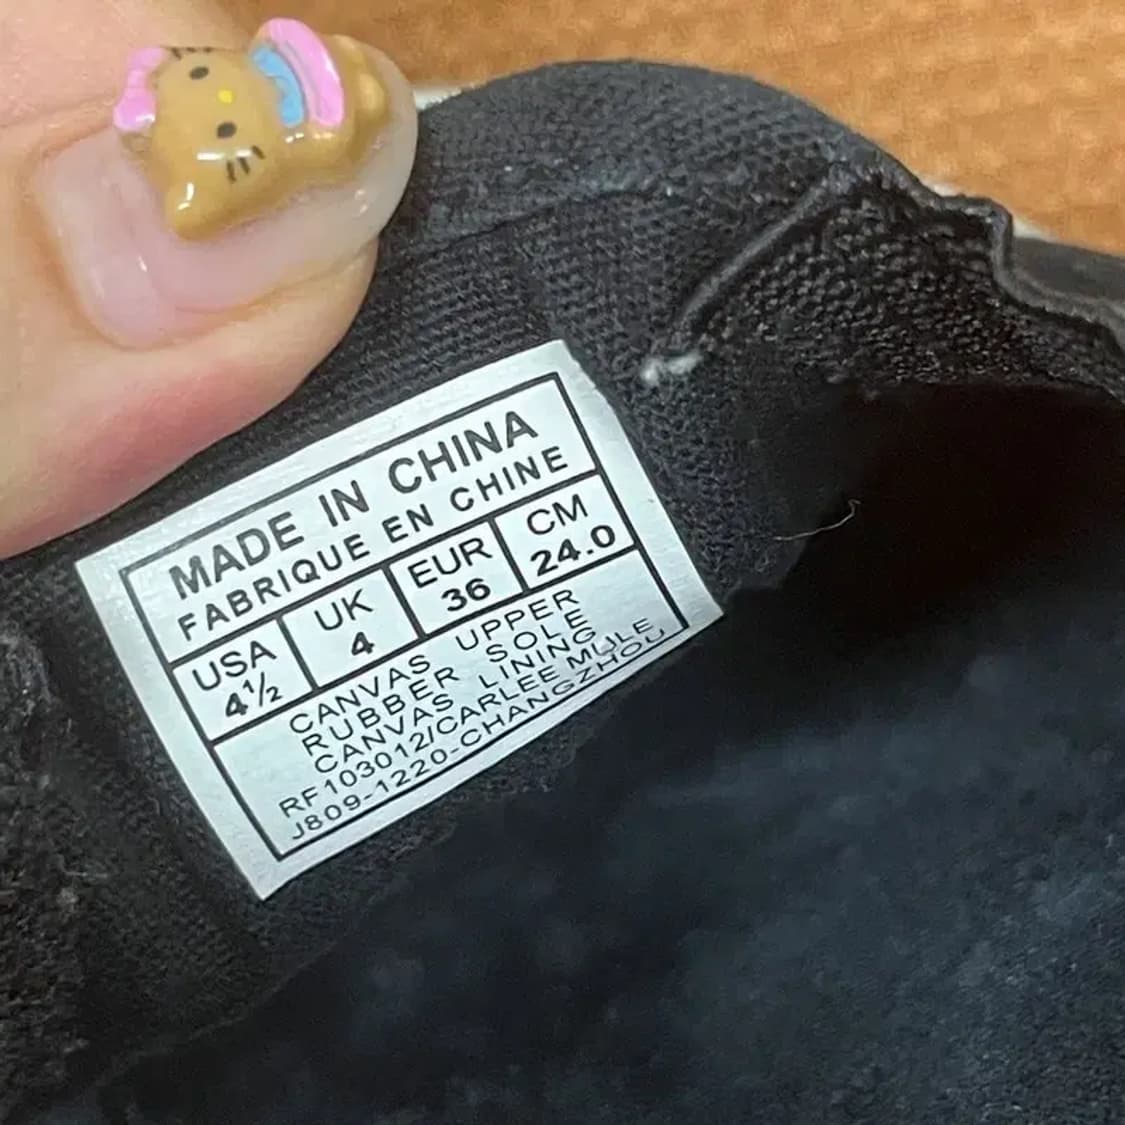 MADE IN CHINA
FABRIQUE EN CHINE
USA UK EUR CM
4½ 4 36 24.0
CANVAS UPPER
RUBBER SOLE
CANVAS LINING
RF103012/CARLEE MULE
J809-1220-CHANGZHOU